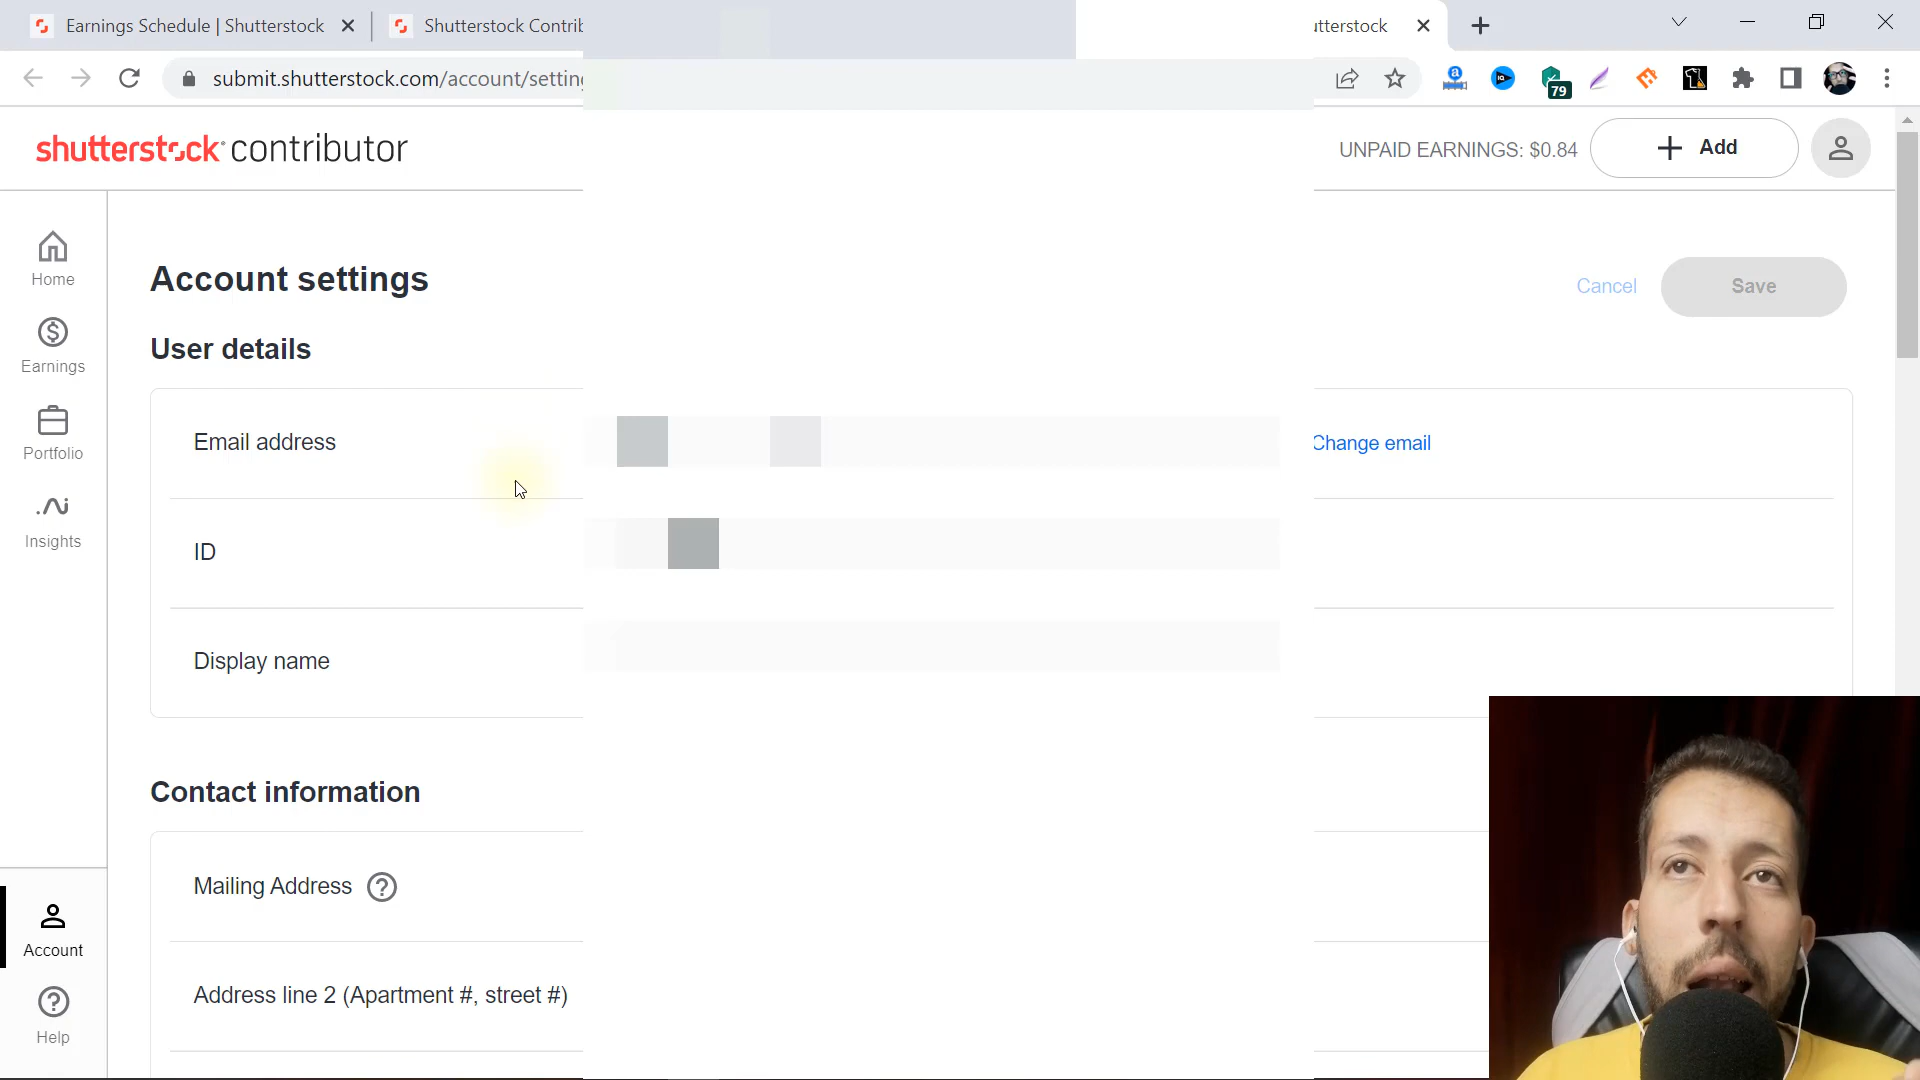 Earnings Schedule | Shutterstock
Shutterstock Contrib
utterstock
submit.shutterstock.com/account/setting
79
shutterstock contributor
UNPAID EARNINGS: $0.84
Add
Home
Earnings
Portfolio
Insights
Account
Help
Account settings
Cancel
Save
User details
Email address
Change email
ID
Display name
Contact information
Mailing Address ?
Address line 2 (Apartment #, street #)